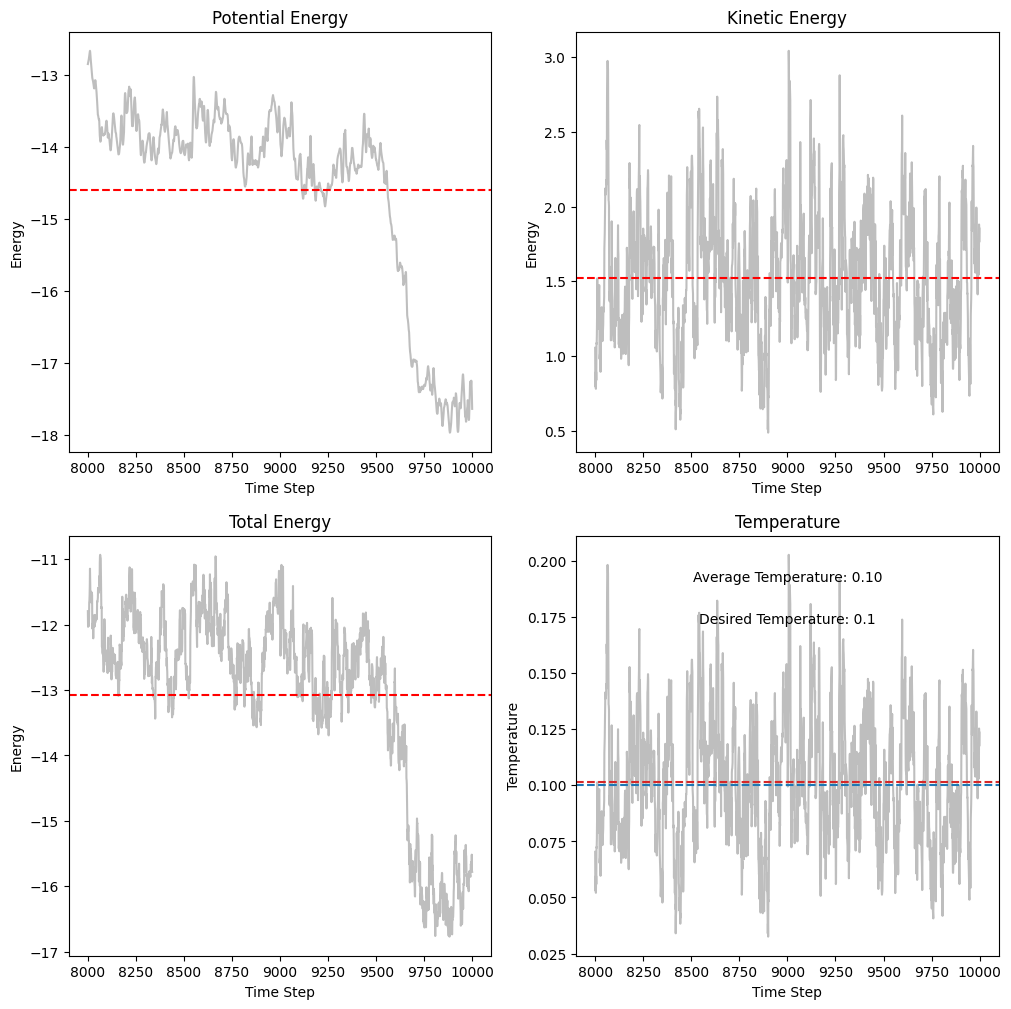 Potential Energy
Energy
-13
-14
-15
-16
-17
-18
8000 8250 8500 8750 9000 9250 9500 9750 10000
Time Step
Kinetic Energy
Energy
3.0
2.5
2.0
1.5
1.0
0.5
8000 8250 8500 8750 9000 9250 9500 9750 10000
Time Step
Total Energy
Energy
-11
-12
-13
-14
-15
-16
-17
8000 8250 8500 8750 9000 9250 9500 9750 10000
Time Step
Temperature
Temperature
0.200
0.175
0.150
0.125
0.100
0.075
0.050
0.025
Average Temperature: 0.10
Desired Temperature: 0.1
8000 8250 8500 8750 9000 9250 9500 9750 10000
Time Step